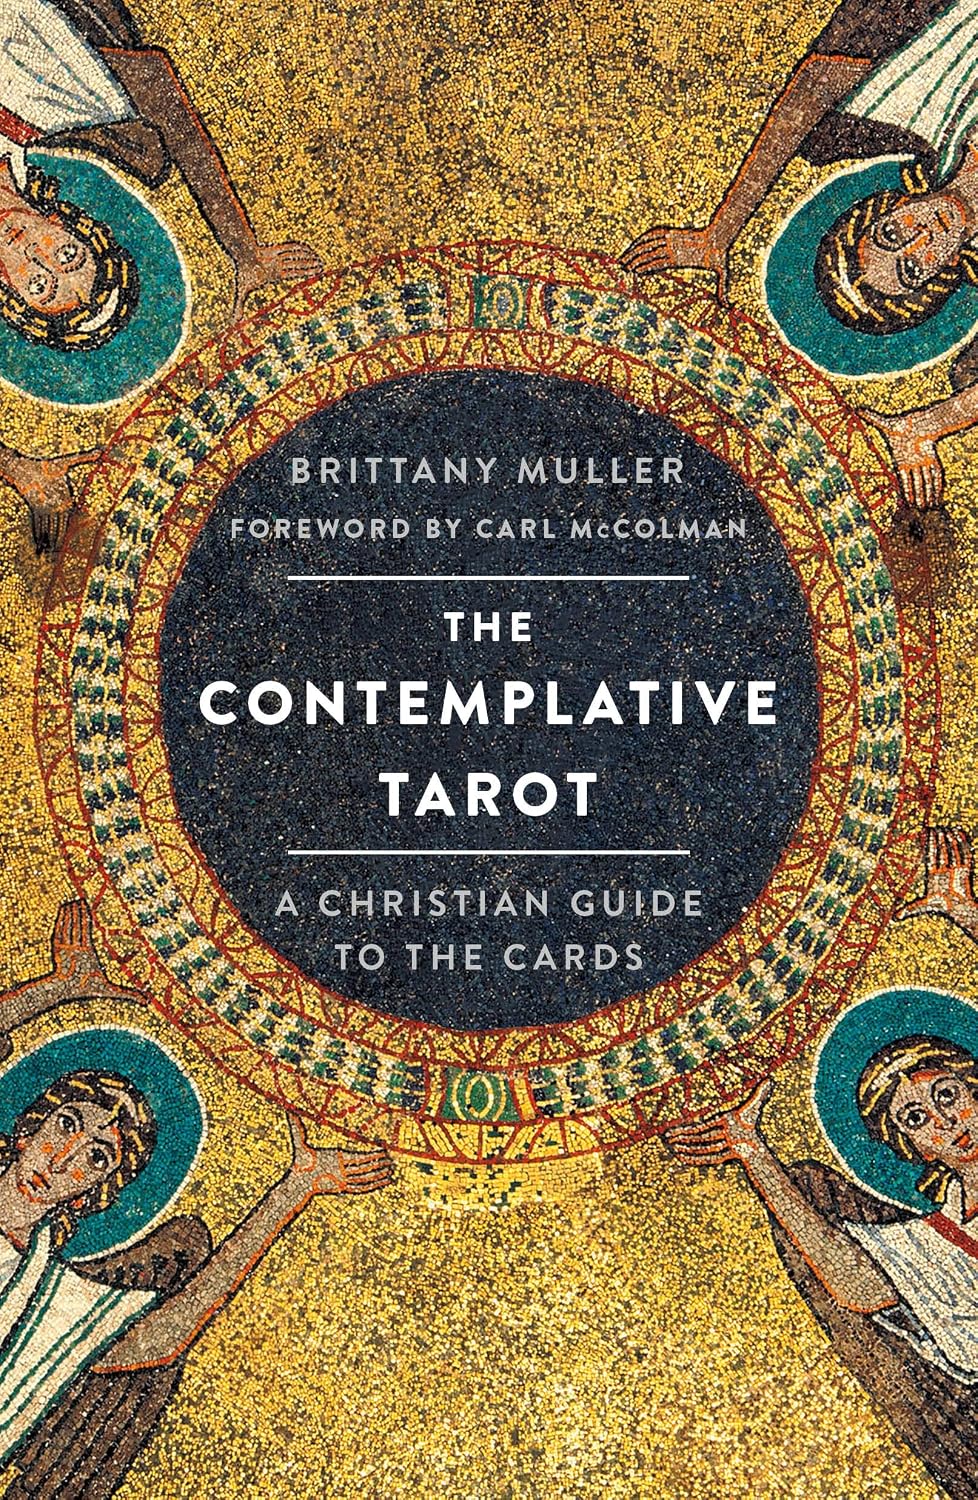 BRITTANY MULLER
FOREWORD BY CARL McCOLMAN
THE
CONTEMPLATIVE
TAROT
A CHRISTIAN GUIDE
TO THE CARDS